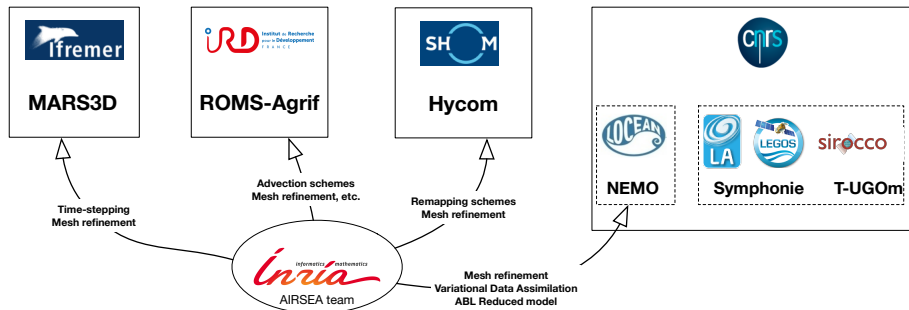 Ifremer
MARS3D
IRD
Institut de Recherche
pour le Développement
FRANCE
ROMS-Agrif
SHOM
Hycom
cnrs
LOCEAN
NEMO
LA
LEGOS
sirocco
Symphonie T-UGOm
Time-stepping
Mesh refinement
Advection schemes
Mesh refinement, etc.
Remapping schemes
Mesh refinement
informatics mathematics
Inria
AIRSEA team
Mesh refinement
Variational Data Assimilation
ABL Reduced model